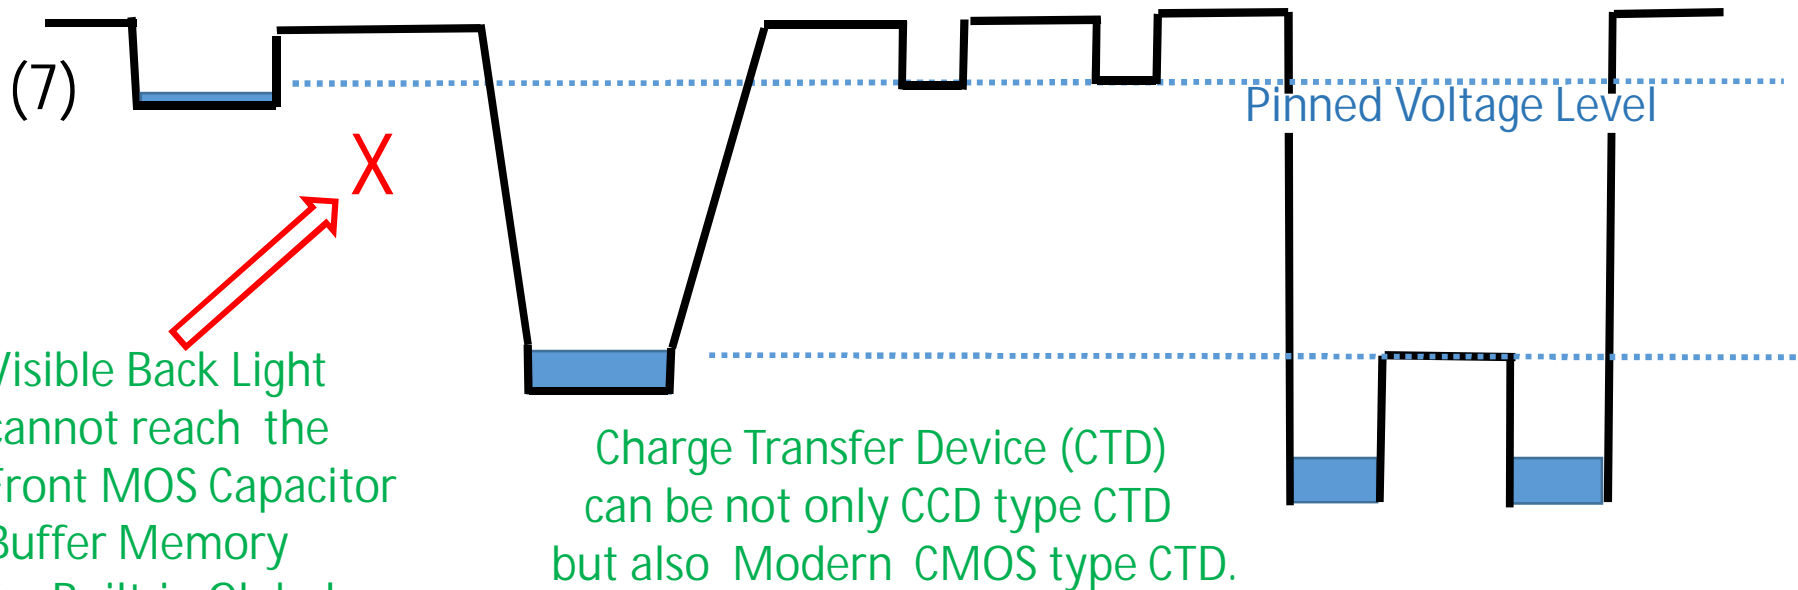 (7)
Pinned Voltage Level
X
Visible Back Light
cannot reach the
Front MOS Capacitor
Buffer Memory
Charge Transfer Device (CTD)
can be not only CCD type CTD
but also Modern CMOS type CTD.